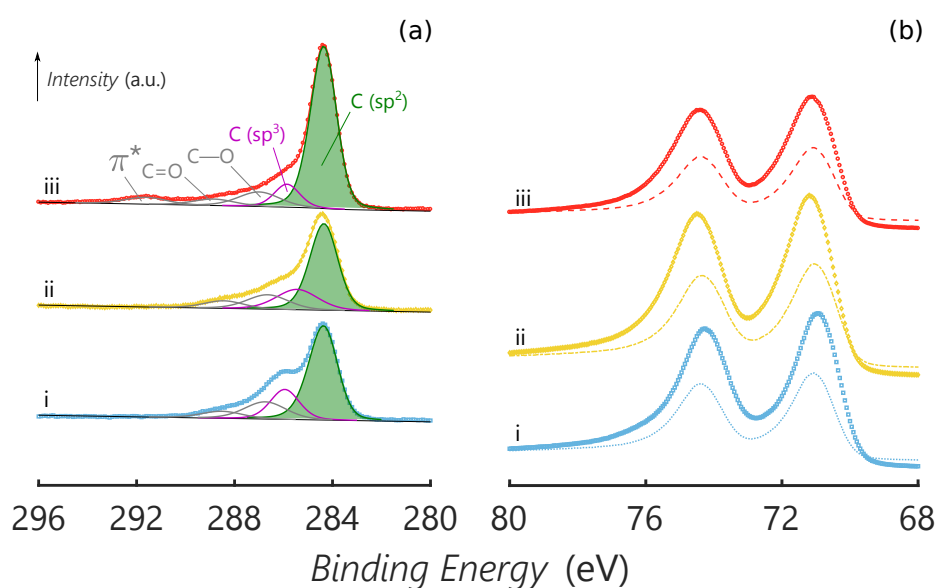 (a)
(b)
Intensity (a.u.)
C (sp²)
C (sp³)
C—O
π*
C=O
iii
ii
i
iii
ii
i
296 292 288 284 280
80 76 72 68
Binding Energy (eV)